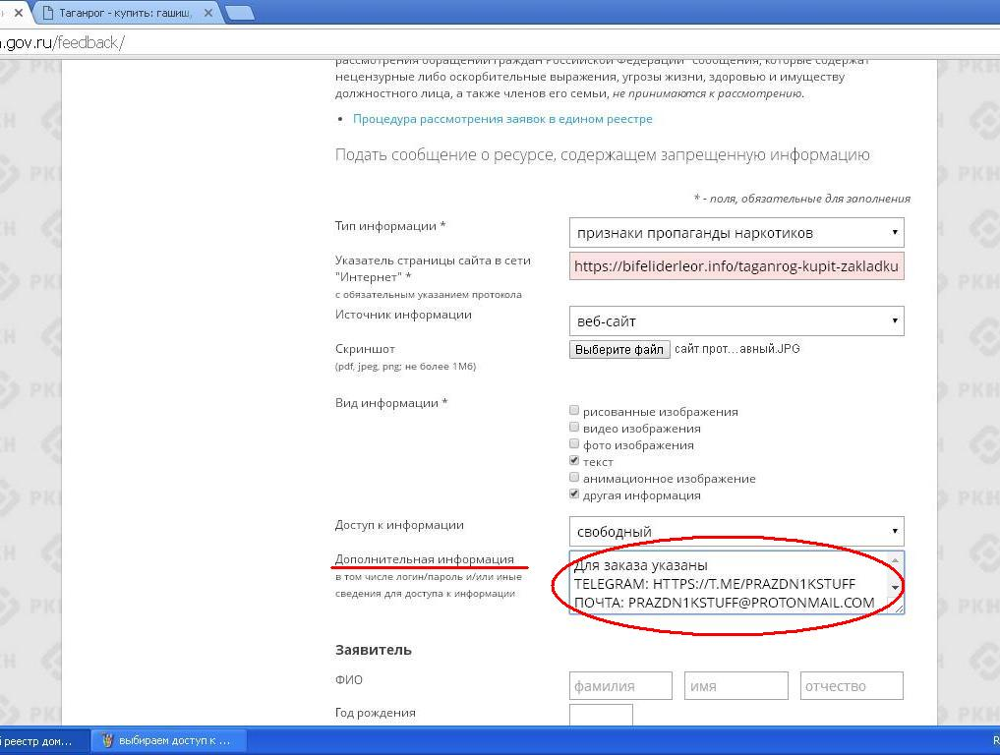 Таганрог - купить: гашиш,
.gov.ru/feedback/
рассмотрения обращений граждан Российской Федерации" сообщения, которые содержат
нецензурные либо оскорбительные выражения, угрозы жизни, здоровью и имуществу
должностного лица, а также членов его семьи, не принимаются к рассмотрению.
• Процедура рассмотрения заявок в едином реестре
Подать сообщение о ресурсе, содержащем запрещенную информацию
* - поля, обязательные для заполнения
Тип информации *
признаки пропаганды наркотиков
Указатель страницы сайта в сети
"Интернет" *
с обязательным указанием протокола
https://bifeliderleor.info/taganrog-kupit-zakladku
Источник информации
веб-сайт
Скриншот
(pdf, jpeg, png; не более 1Мб)
Выберите файл сайт прот...авный.JPG
Вид информации *
рисованные изображения
видео изображения
фото изображения
текст
анимационное изображение
другая информация
Доступ к информации
свободный
Дополнительная информация
в том числе логин/пароль и/или иные
сведения для доступа к информации
Для заказа указаны
TELEGRAM: HTTPS://T.ME/PRAZDN1KSTUFF
ПОЧТА: PRAZDN1KSTUFF@PROTONMAIL.COM
Заявитель
ФИО
фамилия
имя
отчество
Год рождения
реестр дом...
выбираем доступ к ...
РКН